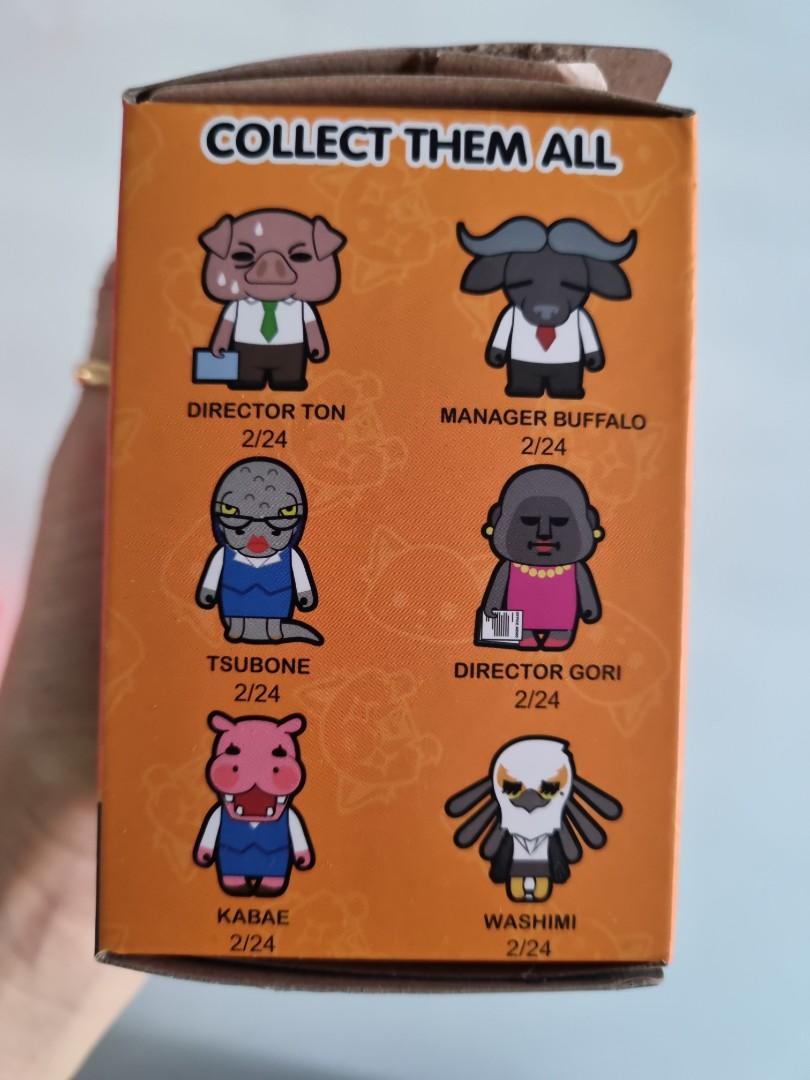 COLLECT THEM ALL
DIRECTOR TON
2/24
MANAGER BUFFALO
2/24
TSUBONE
2/24
DIRECTOR GORI
2/24
KABAE
2/24
WASHIMI
2/24